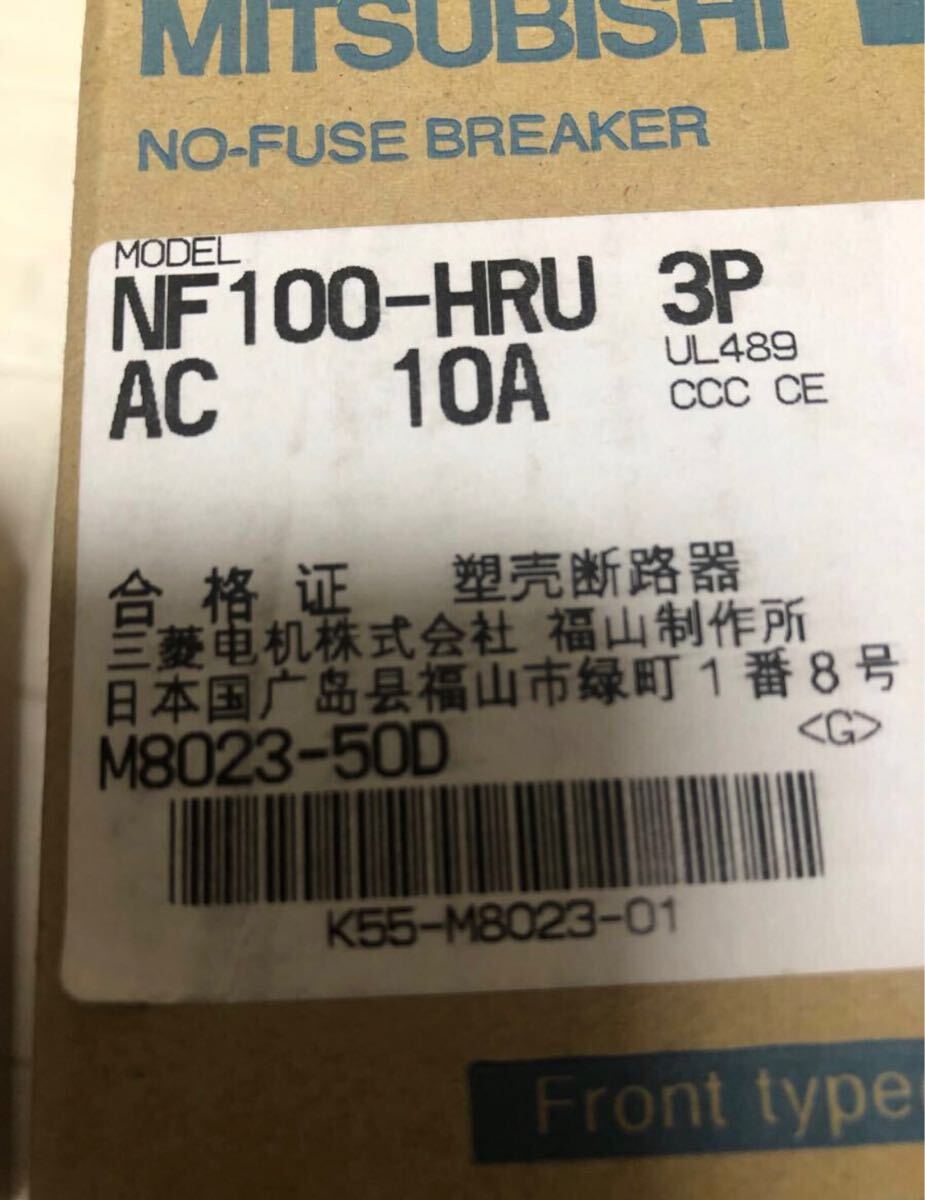 MITSUBISHI
NO-FUSE BREAKER
MODEL
NF100-HRU 3P
AC 10A
UL489
CCC CE
合格证 塑壳断路器
三菱电机株式会社 福山制作所
日本国广岛县福山市绿町1番8号
M8023-50D
<G>
K55-M8023-01
Front type